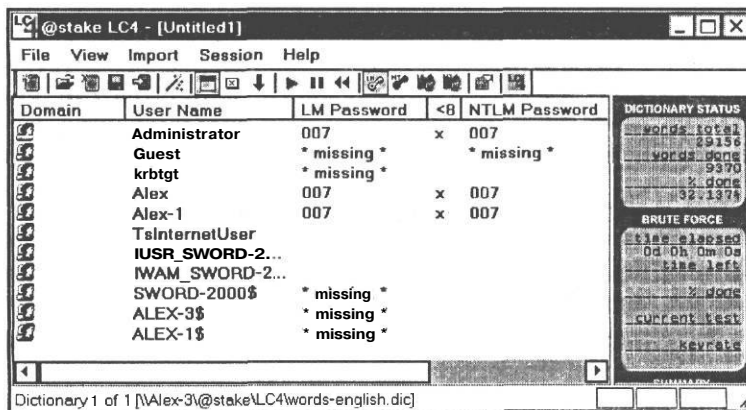 LC4 @stake LC4 - [Untitled1]
File View Import Session Help
Domain User Name LM Password <8 NTLM Password
Administrator 007 x 007
Guest * missing * * missing *
krbtgt * missing *
Alex 007 x 007
Alex-1 007 x 007
TsInternetUser
IUSR_SWORD-2...
IWAM_SWORD-2...
SWORD-2000$ * missing *
ALEX-3$ * missing *
ALEX-1$ * missing *
DICTIONARY STATUS
words total
29156
words done
9370
% done
32.137%
BRUTE FORCE
time elapsed
0d 0h 0m 0s
time left
% done
current test
keyrate
SUMMARY
Dictionary 1 of 1 [\\Alex-3\@stake\LC4\words-english.dic]